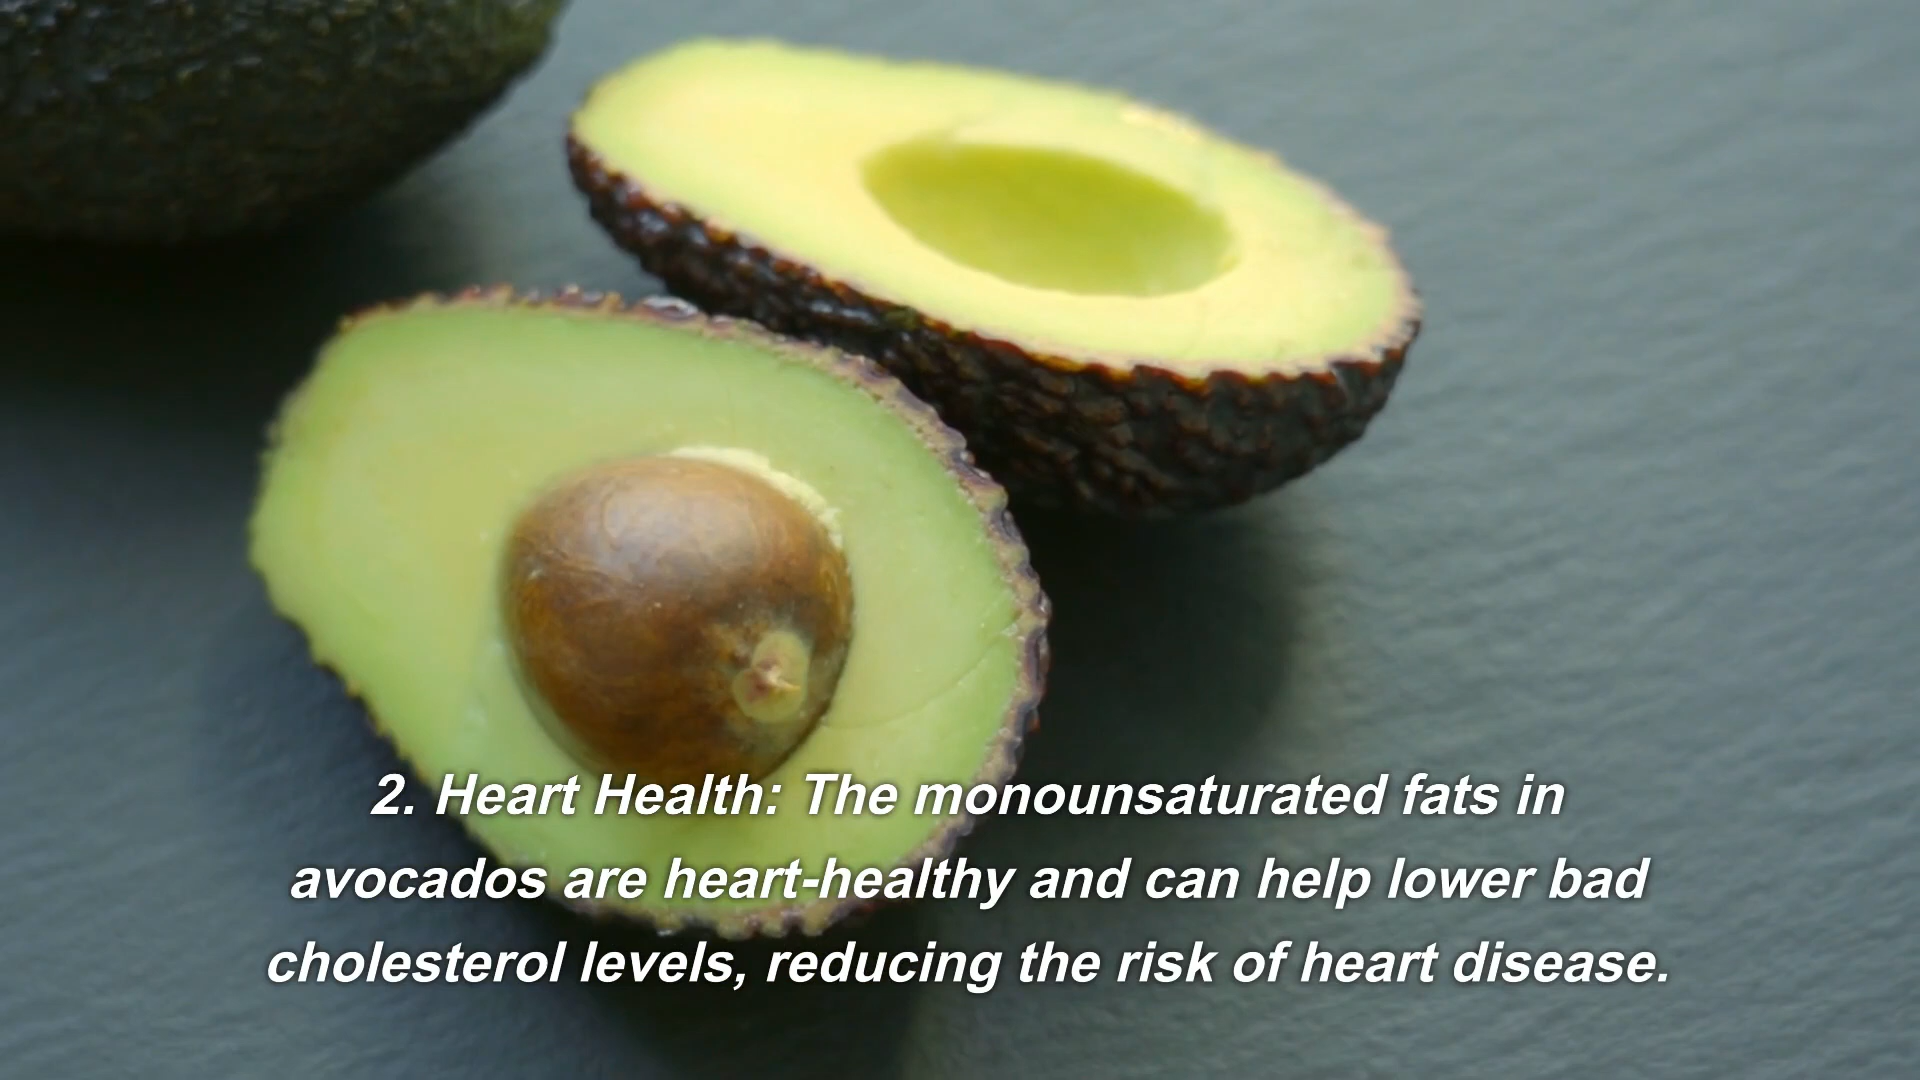 2. Heart Health: The monounsaturated fats in
avocados are heart-healthy and can help lower bad
cholesterol levels, reducing the risk of heart disease.